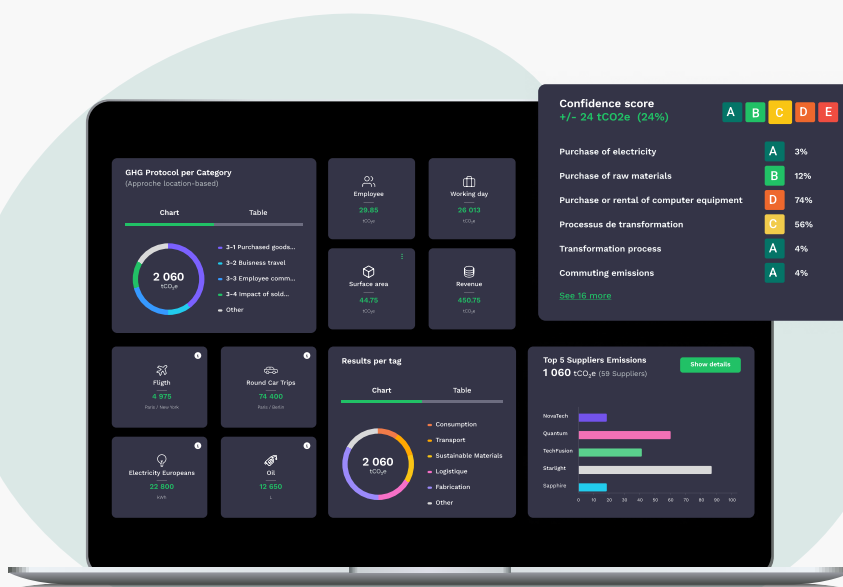 Confidence score
+/- 24 tCO2e (24%)
A B C D E
Purchase of electricity A 3%
Purchase of raw materials B 12%
Purchase or rental of computer equipment D 74%
Processus de transformation C 56%
Transformation process A 4%
Commuting emissions A 4%
See 16 more
GHG Protocol per Category
(Approche location-based)
Chart Table
2 060
tCO₂e
3-1 Purchased goods...
3-2 Buisness travel
3-3 Employee comm...
3-4 Impact of sold...
Other
Employee
29.85
tCO₂e
Working day
26 013
tCO₂e
Surface area
44.75
tCO₂e
Revenue
450.75
tCO₂e
Fligth
4 975
Paris / New York
Round Car Trips
74 400
Paris / Berlin
Electricity Europeans
22 800
kWh
Oil
12 650
L
Results per tag
Chart Table
2 060
tCO₂e
Consumption
Transport
Sustainable Materials
Logistique
Fabrication
Other
Top 5 Suppliers Emissions
1 060 tCO₂e (59 Suppliers)
Show details
NovaTech
Quantum
TechFusion
Starlight
Sapphire
0 10 20 30 40 50 60 70 80 90 100